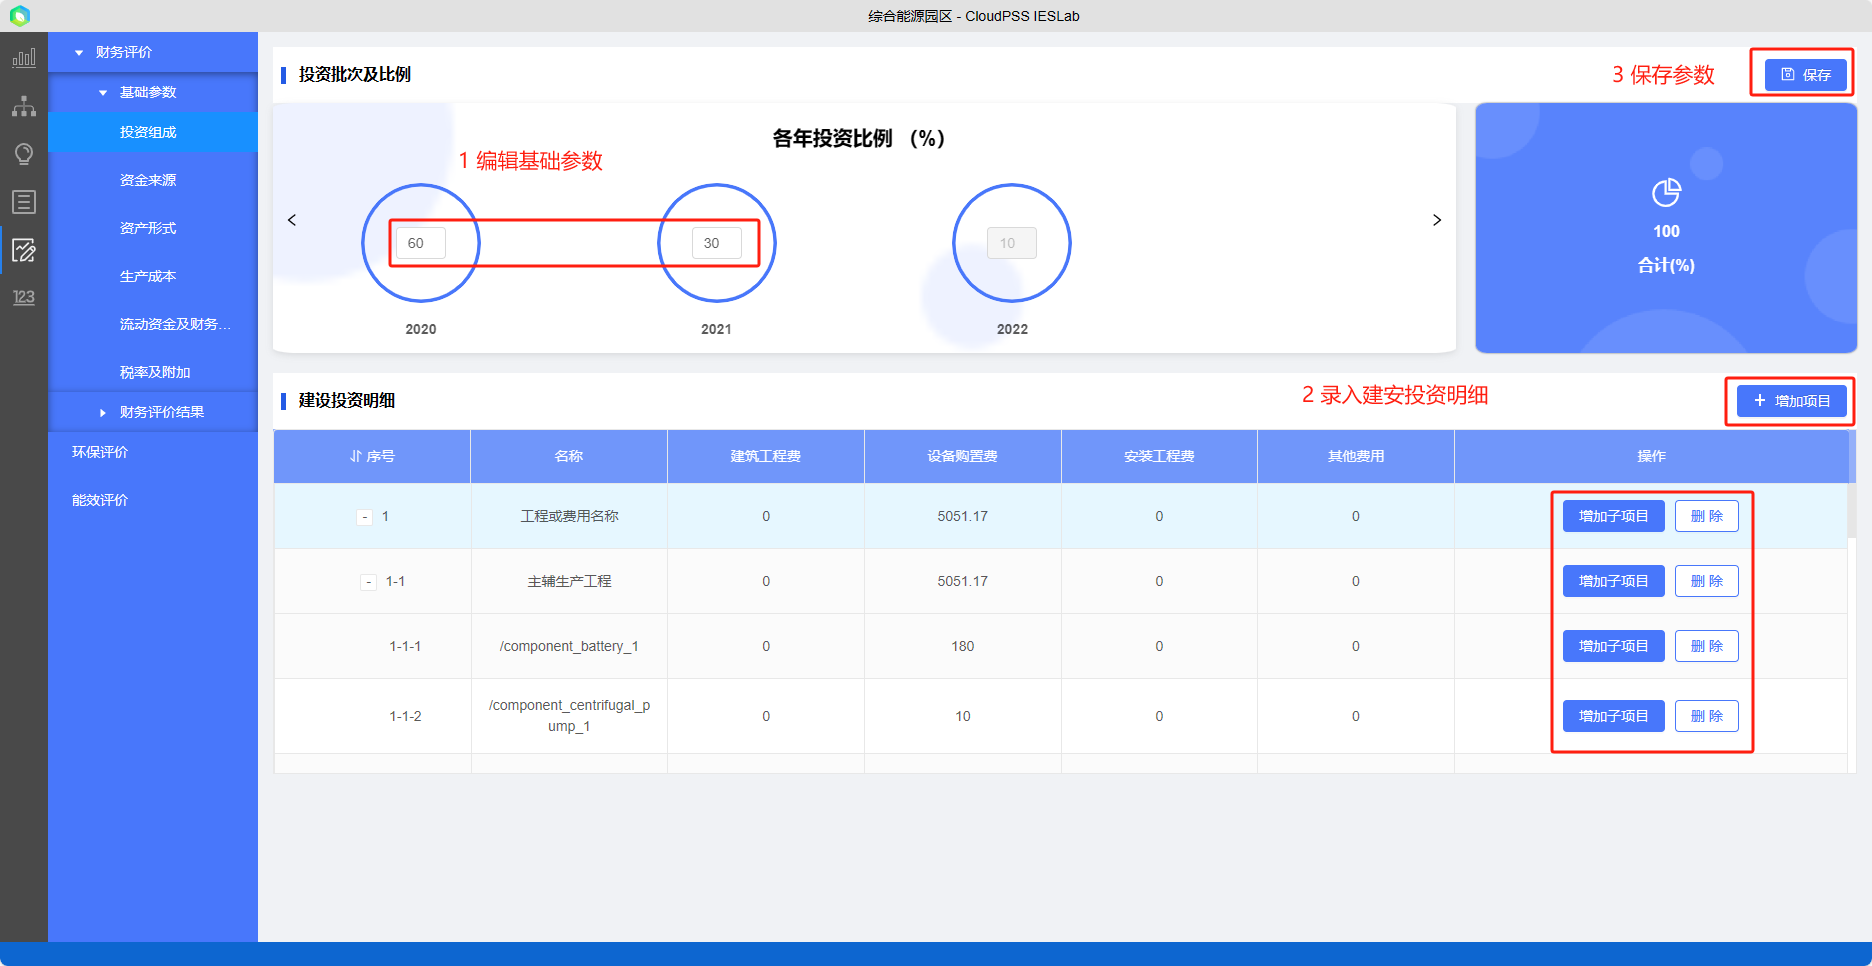 综合能源园区 - CloudPSS IESLab
财务评价
基础参数
投资组成
资金来源
资产形式
生产成本
流动资金及财务...
税率及附加
财务评价结果
环保评价
能效评价
123
投资批次及比例
3 保存参数
保存
各年投资比例 （%）
1 编辑基础参数
60
30
10
2020
2021
2022
100
合计(%)
建设投资明细
2 录入建安投资明细
+ 增加项目
序号 名称 建筑工程费 设备购置费 安装工程费 其他费用 操作
- 1 工程或费用名称 0 5051.17 0 0 增加子项目 删 除
- 1-1 主辅生产工程 0 5051.17 0 0 增加子项目 删 除
1-1-1 /component_battery_1 0 180 0 0 增加子项目 删 除
1-1-2 /component_centrifugal_p
ump_1 0 10 0 0 增加子项目 删 除